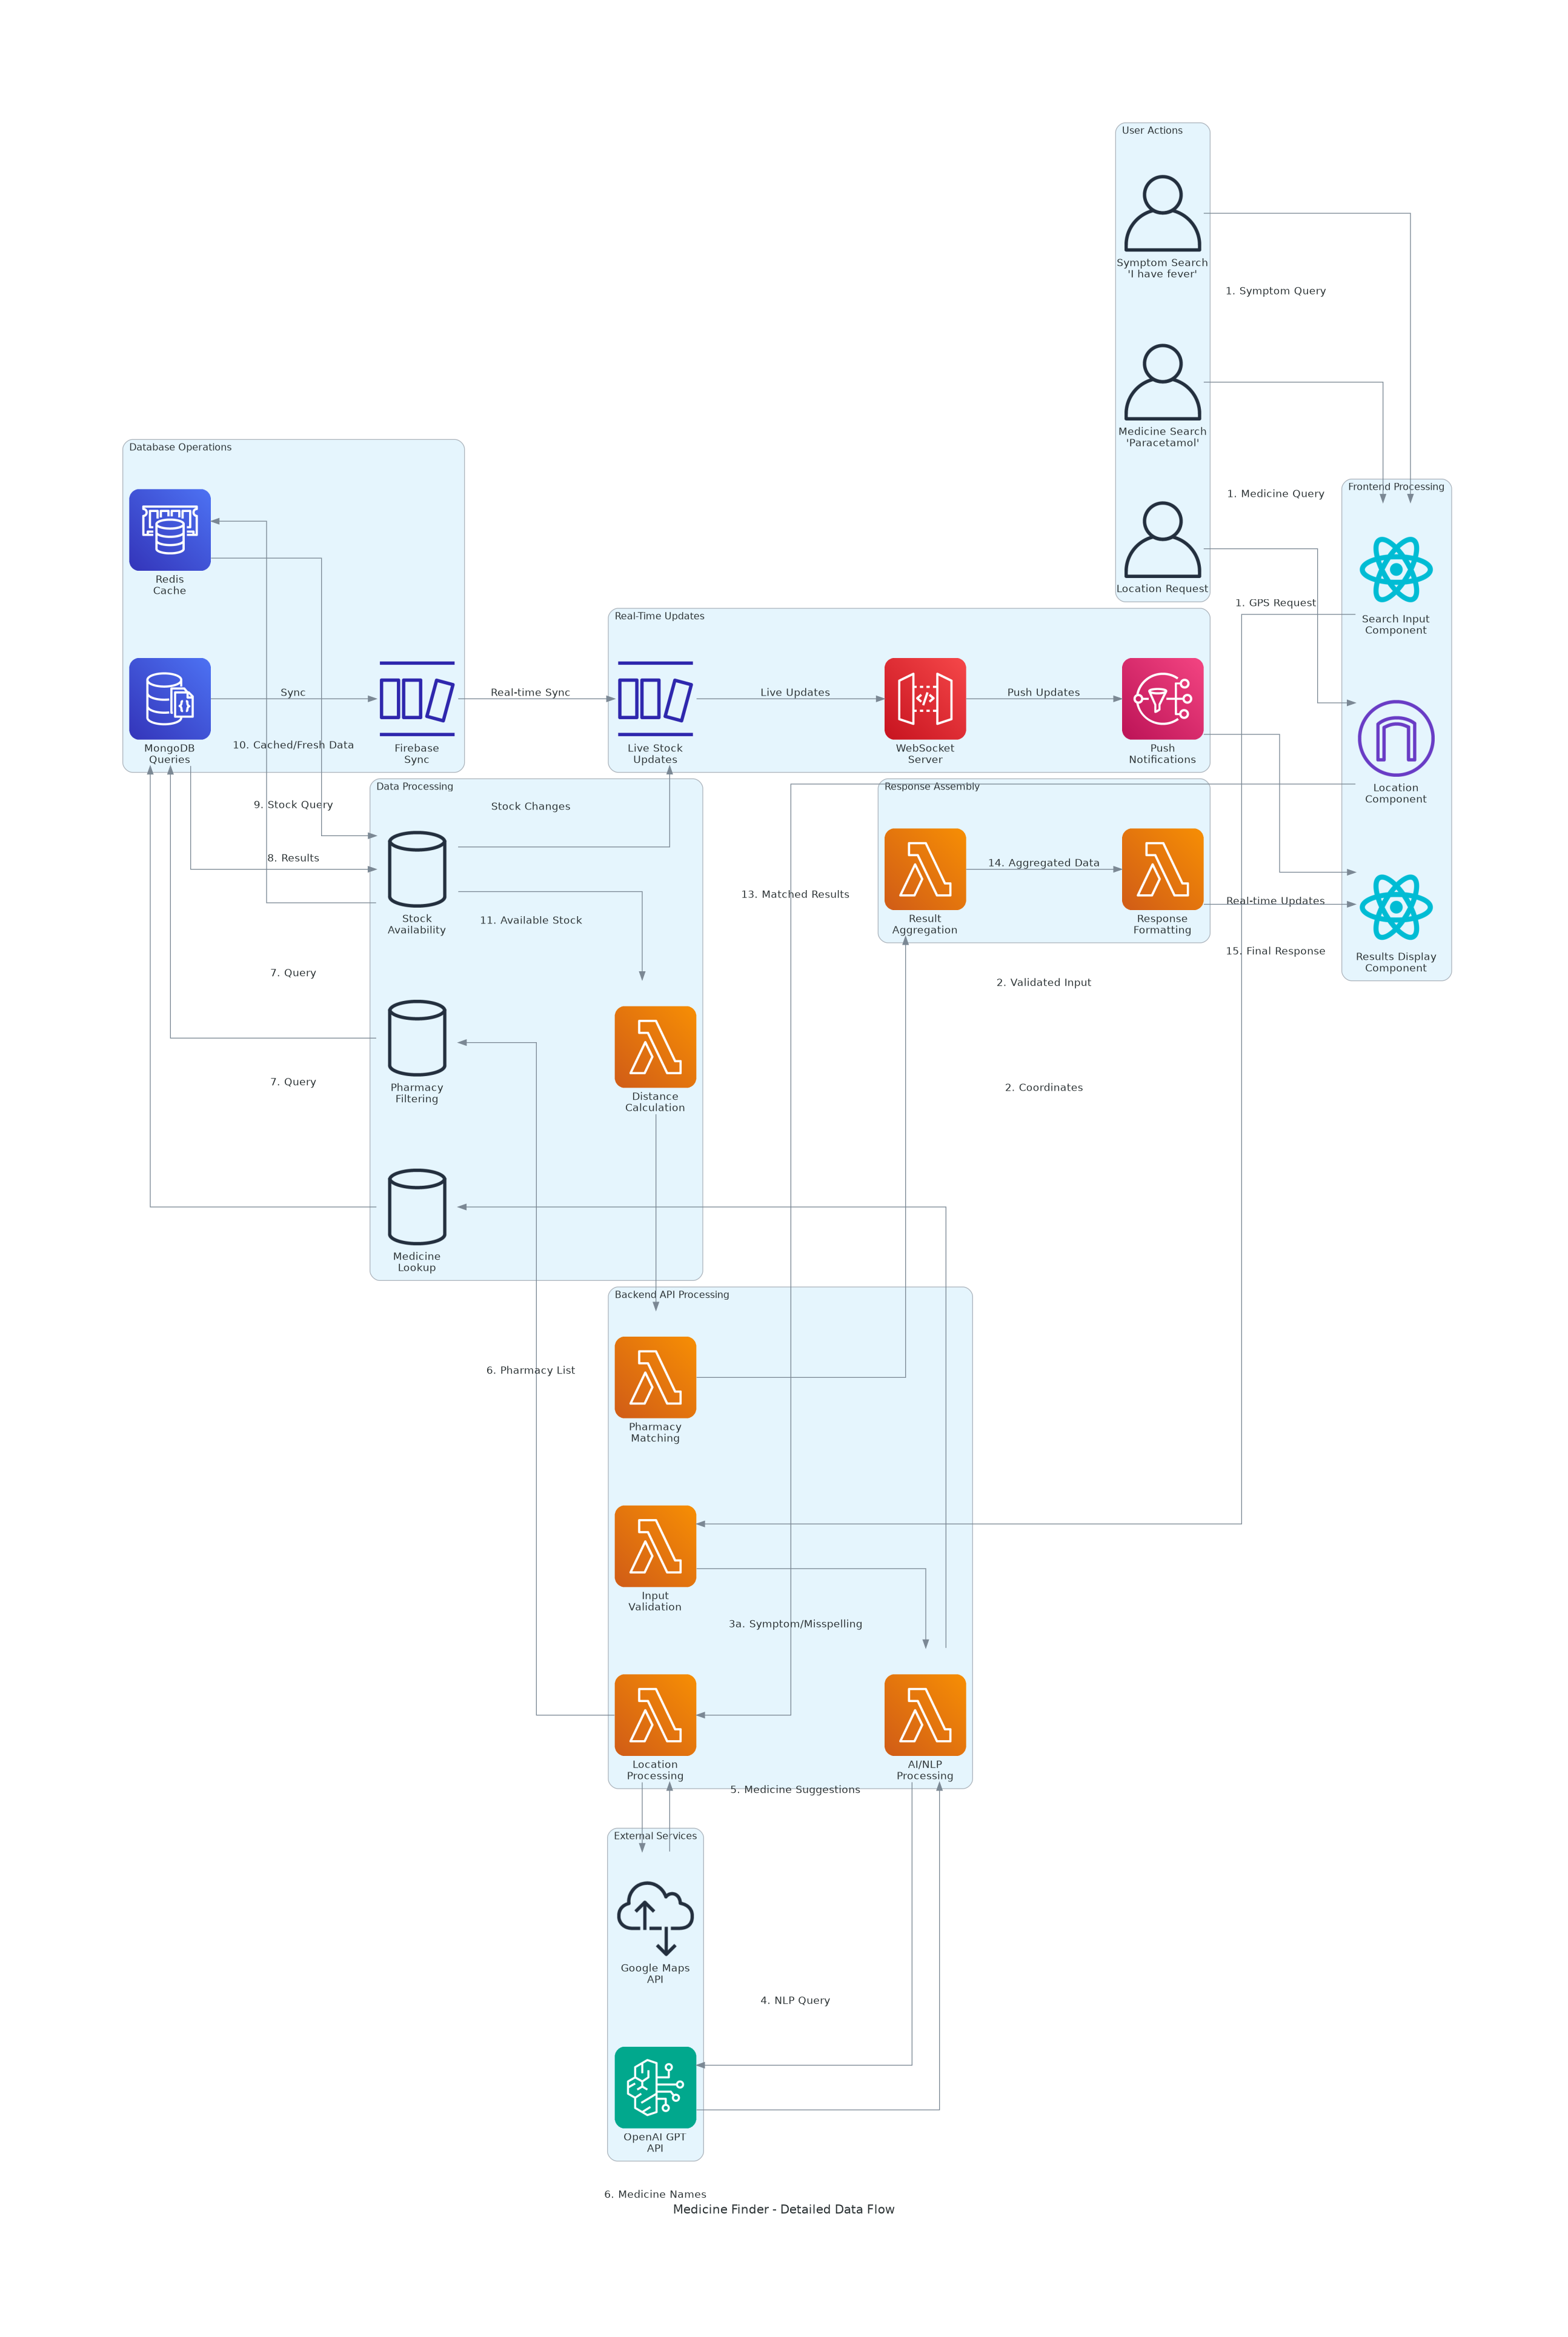 User Actions
Symptom Search
'I have fever'
1. Symptom Query
Medicine Search
'Paracetamol'
1. Medicine Query
Location Request
1. GPS Request
Frontend Processing
Search Input
Component
Location
Component
Results Display
Component
Database Operations
Redis
Cache
MongoDB
Queries
Sync
Firebase
Sync
10. Cached/Fresh Data
Real-time Sync
Real-Time Updates
Live Stock
Updates
Live Updates
WebSocket
Server
Push Updates
Push
Notifications
Data Processing
9. Stock Query
Stock Changes
8. Results
Stock
Availability
11. Available Stock
7. Query
Pharmacy
Filtering
7. Query
Distance
Calculation
Medicine
Lookup
13. Matched Results
Response Assembly
Result
Aggregation
14. Aggregated Data
Response
Formatting
Real-time Updates
15. Final Response
2. Validated Input
2. Coordinates
Backend API Processing
6. Pharmacy List
Pharmacy
Matching
Input
Validation
3a. Symptom/Misspelling
Location
Processing
AI/NLP
Processing
5. Medicine Suggestions
External Services
Google Maps
API
4. NLP Query
OpenAI GPT
API
6. Medicine Names
Medicine Finder - Detailed Data Flow